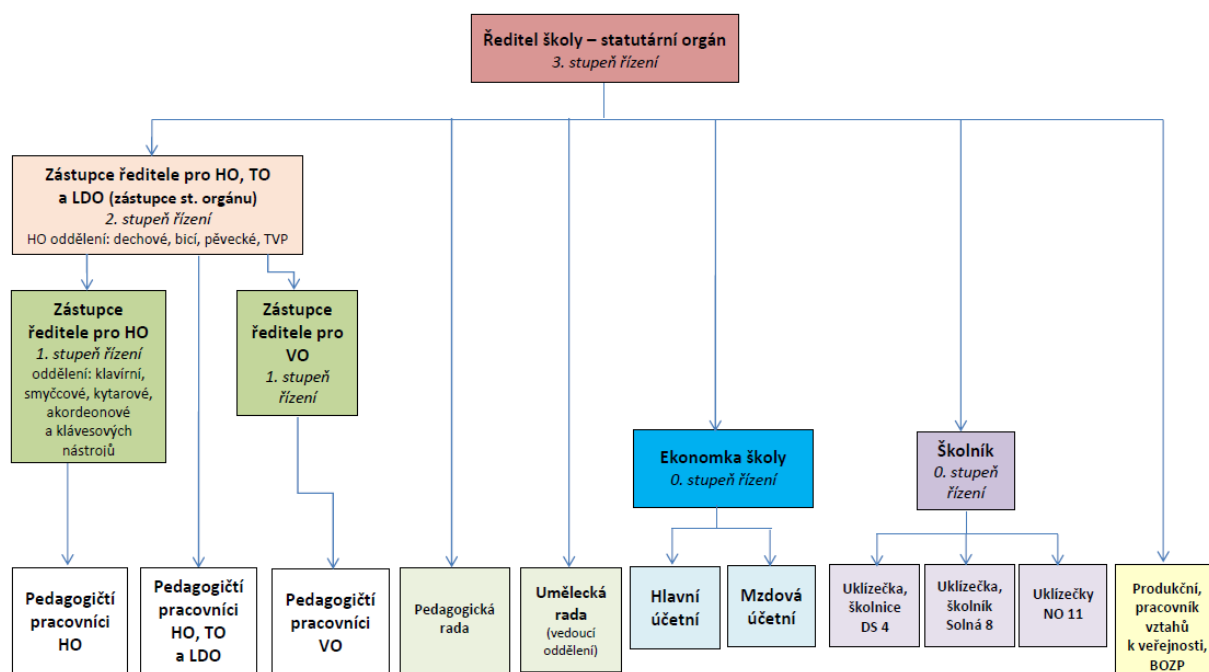 Ředitel školy – statutární orgán
3. stupeň řízení
Zástupce ředitele pro HO, TO
a LDO (zástupce st. orgánu)
2. stupeň řízení
HO oddělení: dechové, bicí, pěvecké, TVP
Zástupce
ředitele pro HO
1. stupeň řízení
oddělení: klavírní,
smyčcové, kytarové,
akordeonové
a klávesových
nástrojů
Zástupce
ředitele pro
VO
1. stupeň
řízení
Ekonomka školy
0. stupeň řízení
Školník
0. stupeň
řízení
Pedagogičtí
pracovníci
HO
Pedagogičtí
pracovníci
HO, TO
a LDO
Pedagogičtí
pracovníci
VO
Pedagogická
rada
Umělecká
rada
(vedoucí
oddělení)
Hlavní
účetní
Mzdová
účetní
Uklízečka,
školnice
DS 4
Uklízečka,
školník
Solná 8
Uklízečky
NO 11
Produkční,
pracovník
vztahů
k veřejnosti,
BOZP